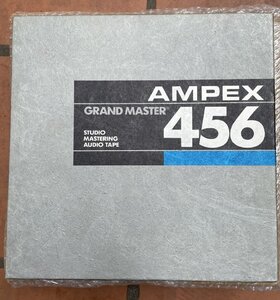 AMPEX
GRAND MASTER®
456
STUDIO
MASTERING
AUDIO TAPE